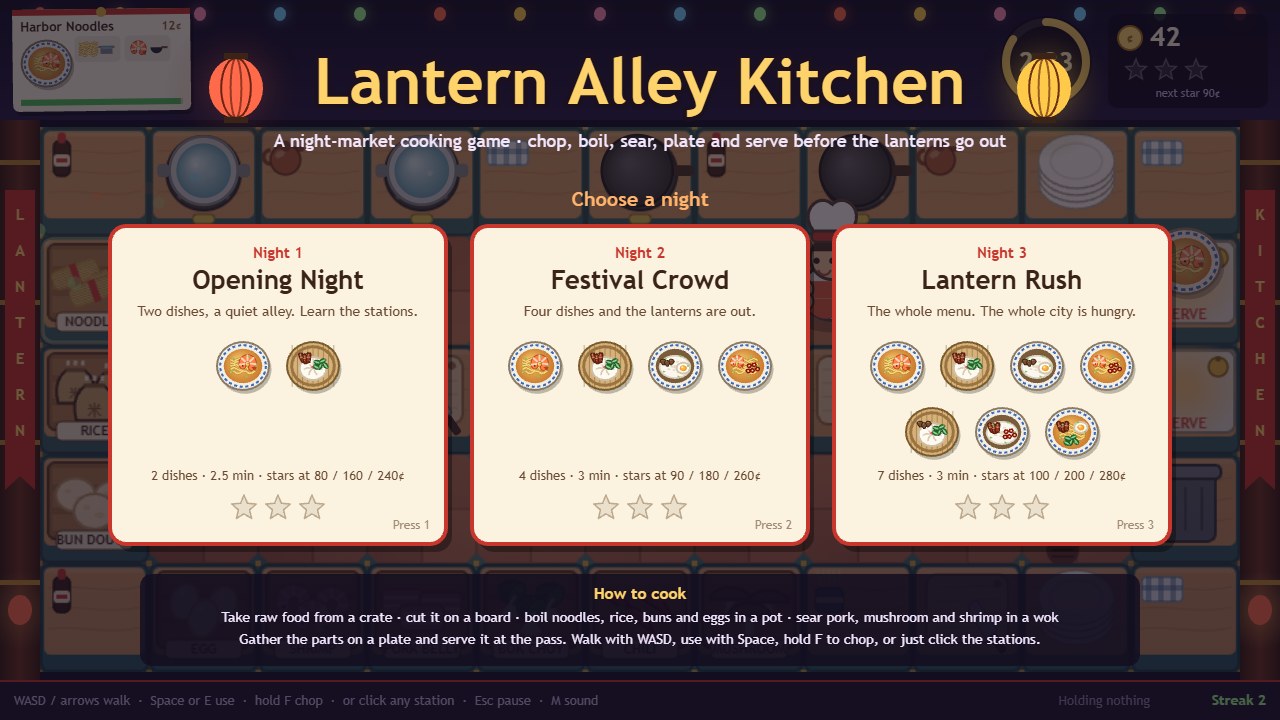 Harbor Noodles 12¢
¢ 42
next star 90¢
Lantern Alley Kitchen
A night-market cooking game · chop, boil, sear, plate and serve before the lanterns go out
Choose a night
LANTERN
KITCHEN
Night 1
Opening Night
Two dishes, a quiet alley. Learn the stations.
2 dishes · 2.5 min · stars at 80 / 160 / 240¢
Press 1
Night 2
Festival Crowd
Four dishes and the lanterns are out.
4 dishes · 3 min · stars at 90 / 180 / 260¢
Press 2
Night 3
Lantern Rush
The whole menu. The whole city is hungry.
7 dishes · 3 min · stars at 100 / 200 / 280¢
Press 3
米
RICE
How to cook
Take raw food from a crate · cut it on a board · boil noodles, rice, buns and eggs in a pot · sear pork, mushroom and shrimp in a wok
Gather the parts on a plate and serve it at the pass. Walk with WASD, use with Space, hold F to chop, or just click the stations.
EGG
WASD / arrows walk · Space or E use · hold F chop · or click any station · Esc pause · M sound
Holding nothing
Streak 2